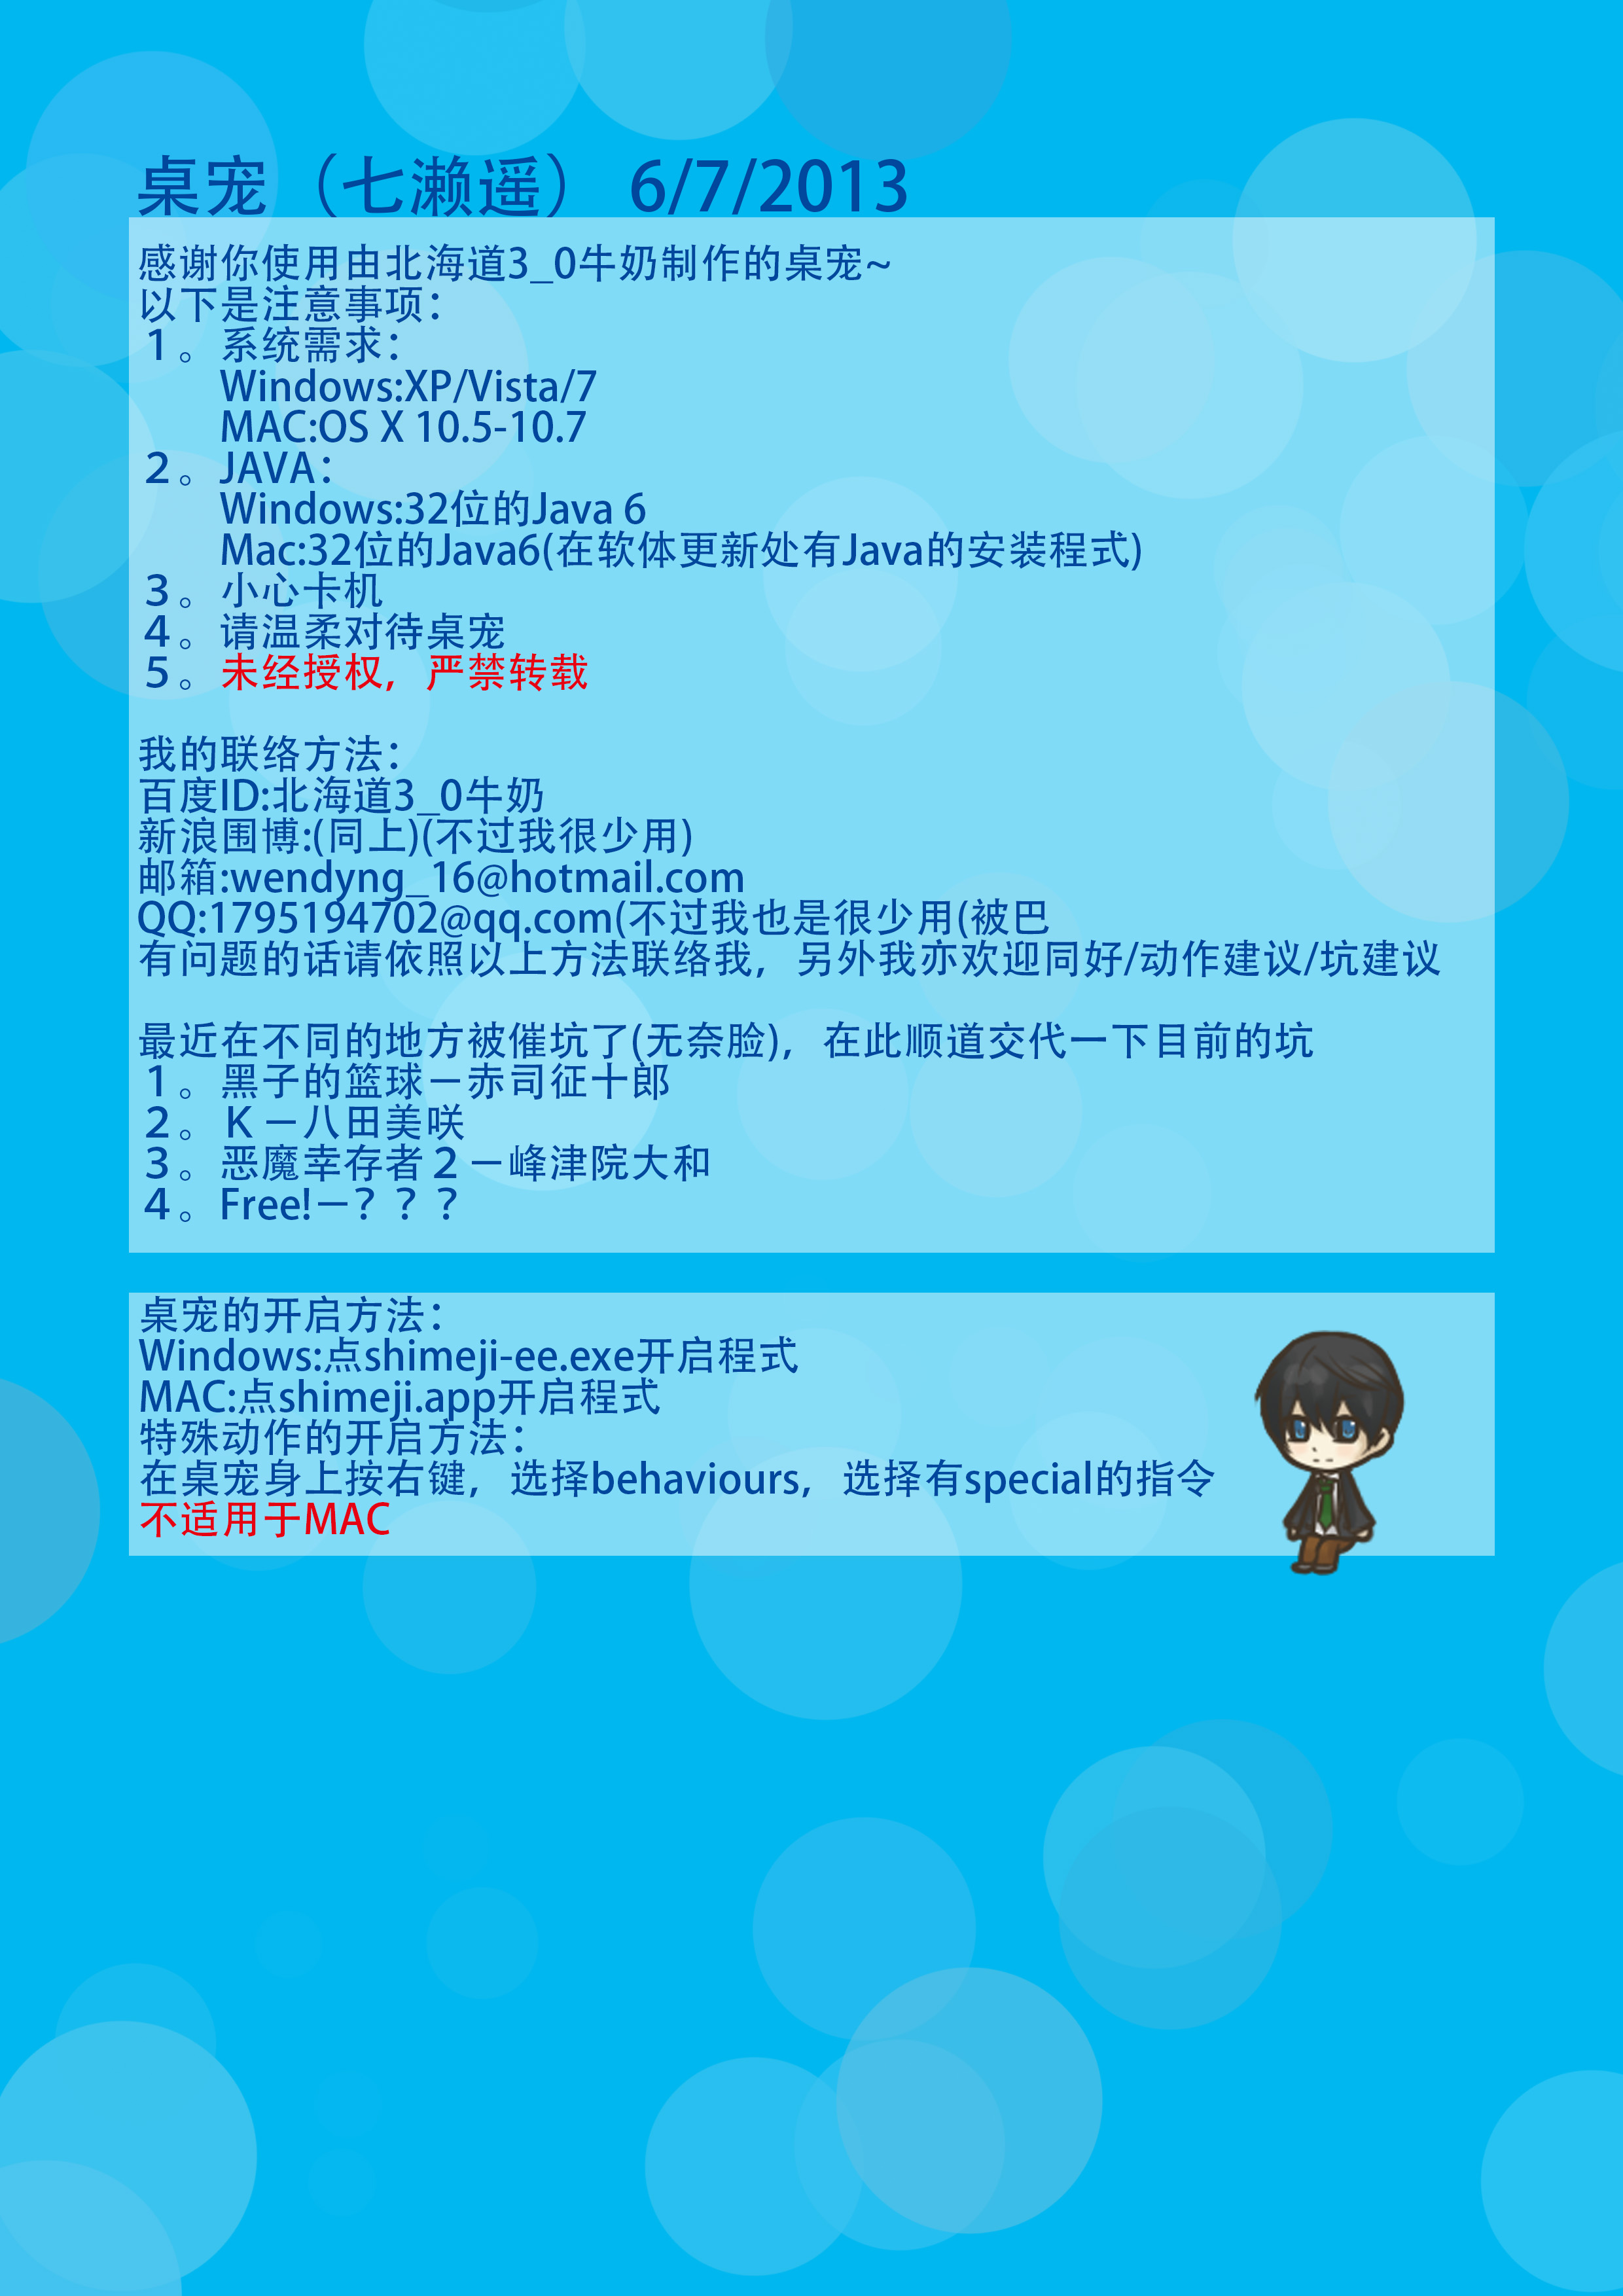 桌宠（七濑遥） 6/7/2013
感谢你使用由北海道3_0牛奶制作的桌宠~
以下是注意事项：
１。系统需求：
Windows:XP/Vista/7
MAC:OS X 10.5-10.7
２。JAVA：
Windows:32位的Java 6
Mac:32位的Java6(在软体更新处有Java的安装程式)
３。小心卡机
４。请温柔对待桌宠
５。未经授权，严禁转载
我的联络方法：
百度ID:北海道3_0牛奶
新浪围博:(同上)(不过我很少用)
邮箱:wendyng_16@hotmail.com
QQ:1795194702@qq.com(不过我也是很少用(被巴
有问题的话请依照以上方法联络我，另外我亦欢迎同好/动作建议/坑建议
最近在不同的地方被催坑了(无奈脸)，在此顺道交代一下目前的坑
１。黑子的篮球－赤司征十郎
２。Ｋ－八田美咲
３。恶魔幸存者２－峰津院大和
４。Free!－？？？
桌宠的开启方法：
Windows:点shimeji-ee.exe开启程式
MAC:点shimeji.app开启程式
特殊动作的开启方法：
在桌宠身上按右键，选择behaviours，选择有special的指令
不适用于MAC